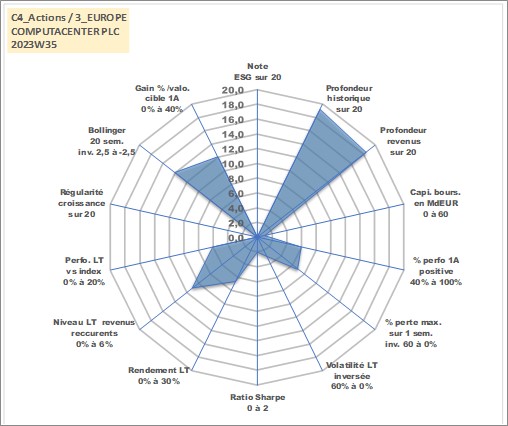 C4_Actions / 3_EUROPE
COMPUTACENTER PLC
2023W35
Note
ESG sur 20
Profondeur
historique
sur 20
Profondeur
revenus
sur 20
Capi. bours.
en MdEUR
0 à 60
% perfo 1A
positive
40% à 100%
% perte max.
sur 1 sem.
inv. 60 à 0%
Volatilité LT
inversée
60% à 0%
Ratio Sharpe
0 à 2
Rendement LT
0% à 30%
Niveau LT revenus
reccurents
0% à 6%
Perfo. LT
vs index
0% à 20%
Régularité
croissance
sur 20
Bollinger
20 sem.
inv. 2,5 à -2,5
Gain % /valo.
cible 1A
0% à 40%
20,0
18,0
16,0
14,0
12,0
10,0
8,0
6,0
4,0
2,0
0,0